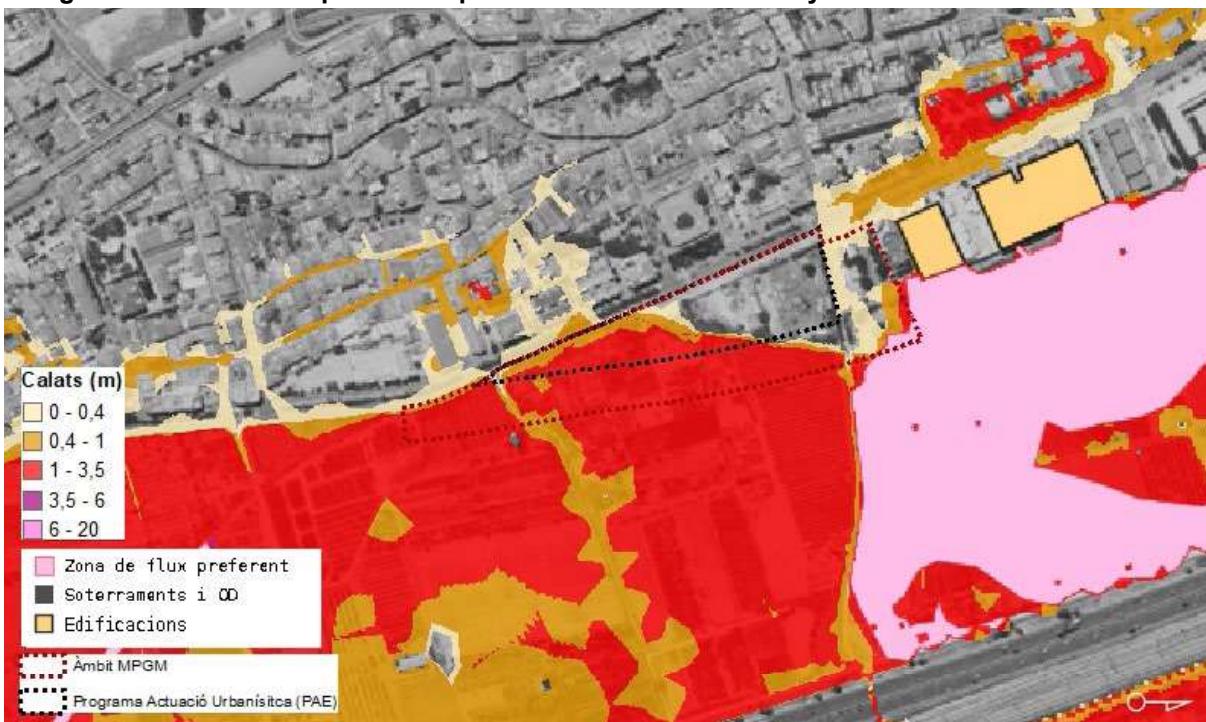 Calats (m)
0 - 0,4
0,4 - 1
1 - 3,5
3,5 - 6
6 - 20
Zona de flux preferent
Soterraments i OD
Edificacions
Àmbit MPGM
Programa Actuació Urbanísitca (PAE)